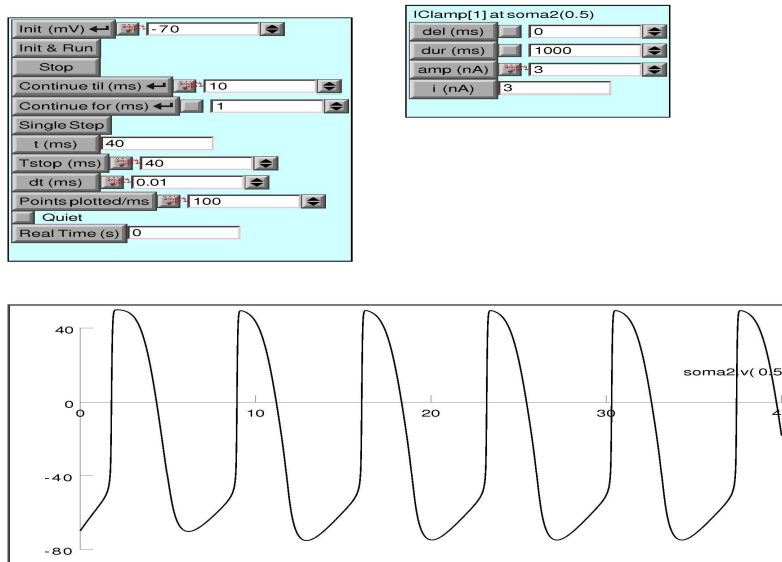 Init (mV) -70
Init & Run
Stop
Continue til (ms) 10
Continue for (ms) 1
Single Step
t (ms) 40
Tstop (ms) 40
dt (ms) 0.01
Points plotted/ms 100
Quiet
Real Time (s) 0
IClamp[1] at soma2(0.5)
del (ms) 0
dur (ms) 1000
amp (nA) 3
i (nA) 3
40
soma2.v( 0.5
0
0 10 20 30 4
-40
-80